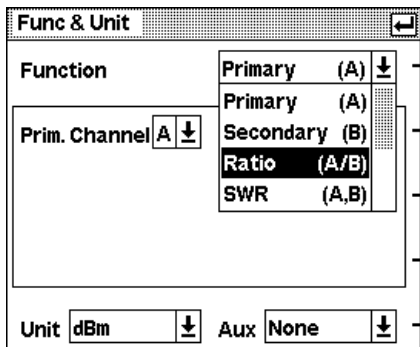 Func & Unit
Function Primary (A)
Primary (A)
Prim. Channel A Secondary (B)
Ratio (A/B)
SWR (A,B)
Unit dBm Aux None